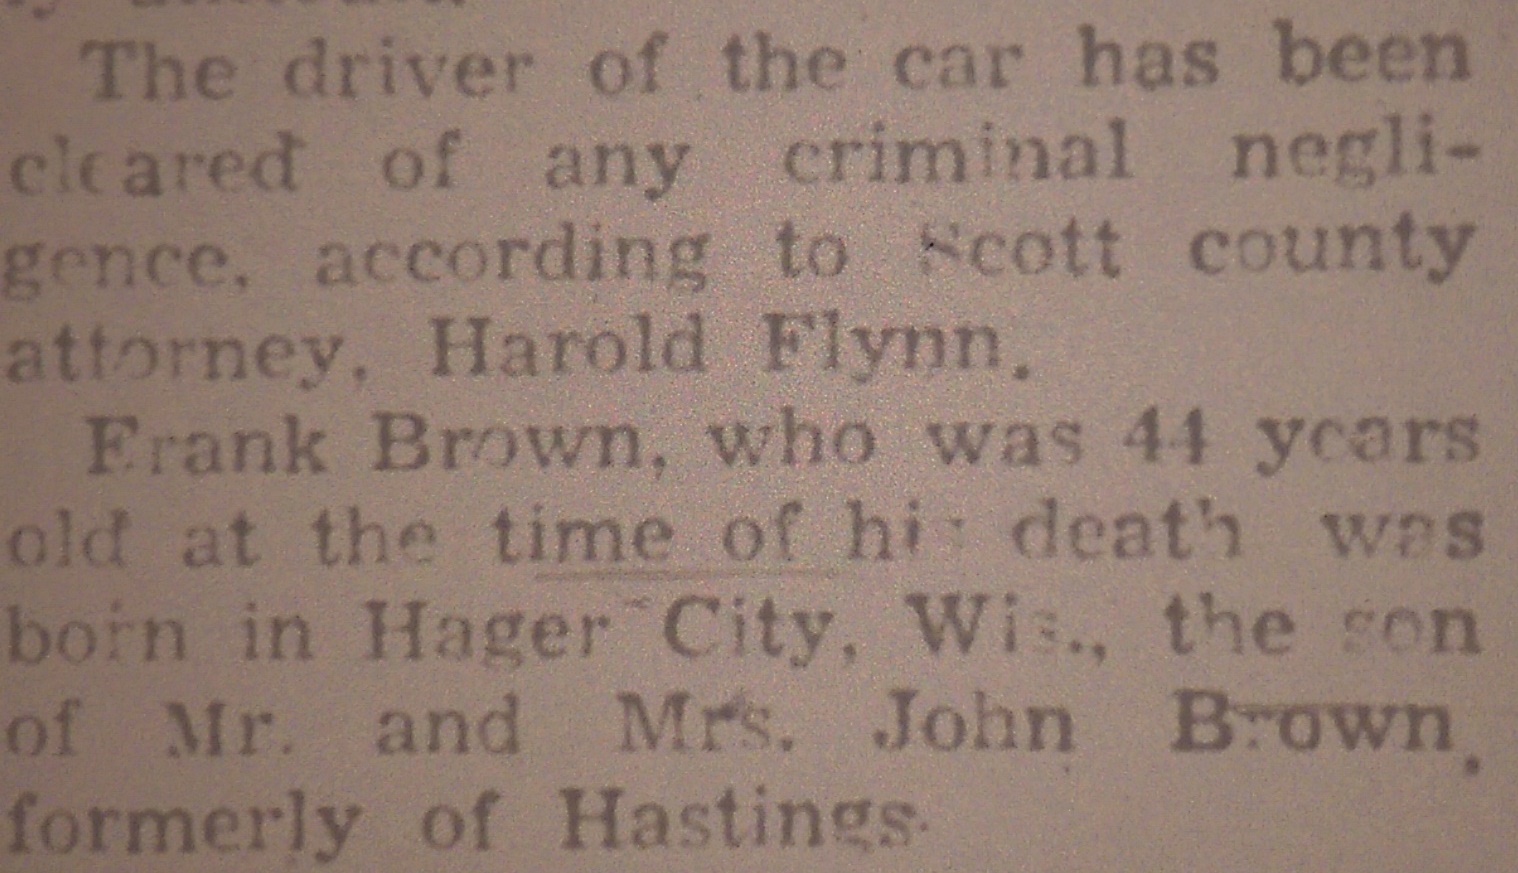 The driver of the car has been
cleared of any criminal negli-
gence, according to Scott county
attorney, Harold Flynn.
Frank Brown, who was 44 years
old at the time of his death was
born in Hager City, Wis., the son
of Mr. and Mrs. John Brown,
formerly of Hastings.